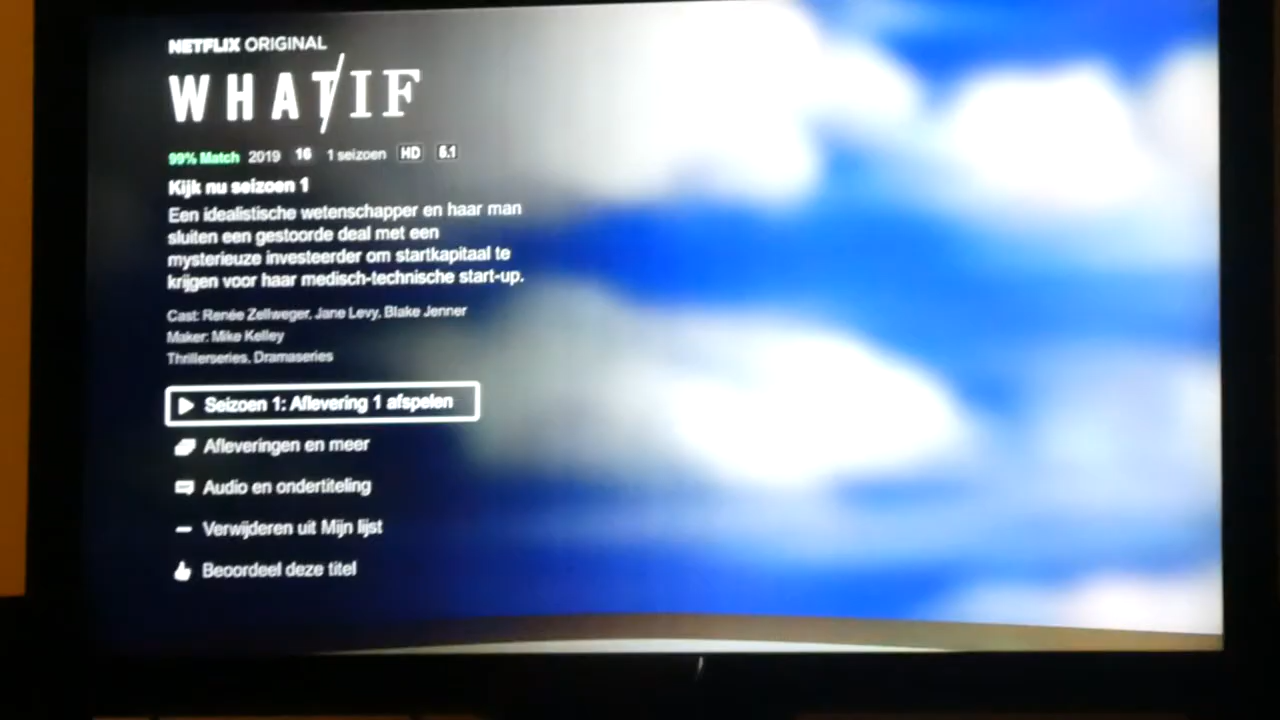 NETFLIX ORIGINAL
WHAT/IF
99% Match 2019 16 1 seizoen HD 5.1
Kijk nu seizoen 1
Een idealistische wetenschapper en haar man
sluiten een gestoorde deal met een
mysterieuze investeerder om startkapitaal te
krijgen voor haar medisch-technische start-up.
Cast: Renée Zellweger, Jane Levy, Blake Jenner
Maker: Mike Kelley
Thrillerseries, Dramaseries
Seizoen 1: Aflevering 1 afspelen
Afleveringen en meer
Audio en ondertiteling
Verwijderen uit Mijn lijst
Beoordeel deze titel